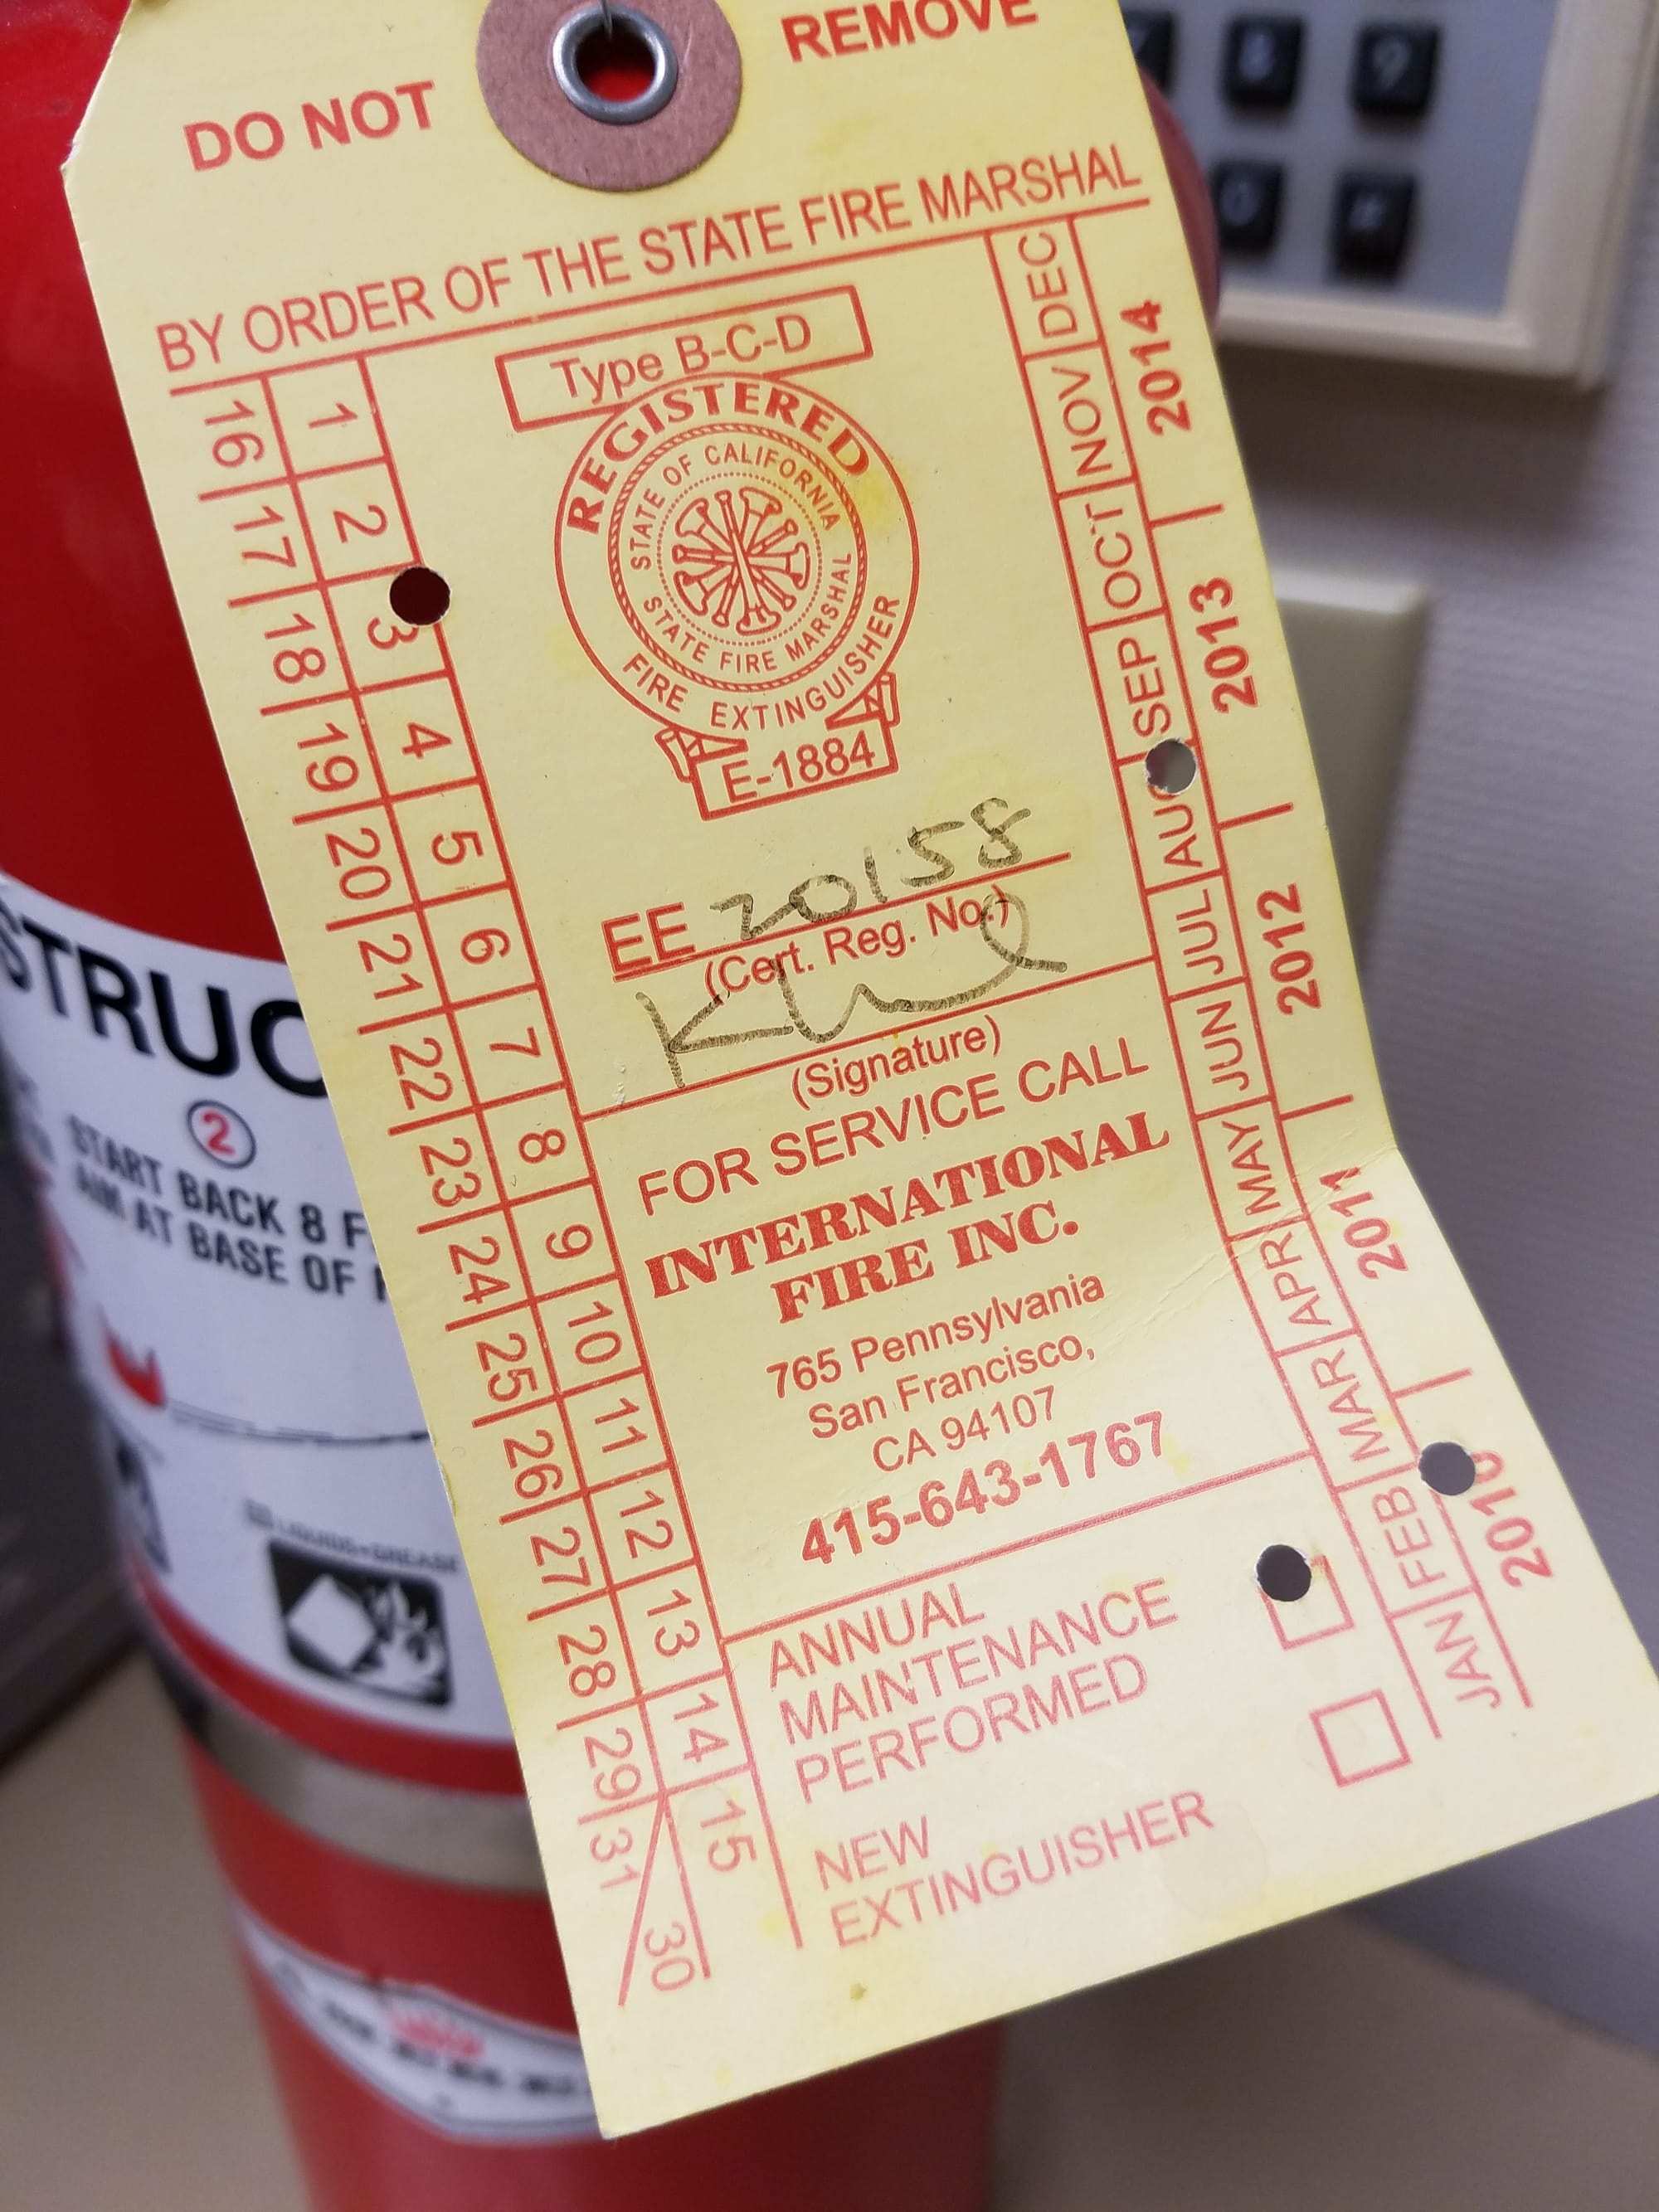 DO NOT
REMOVE
BY ORDER OF THE STATE FIRE MARSHAL
Type B-C-D
REGISTERED
STATE OF CALIFORNIA
STATE FIRE MARSHAL
FIRE EXTINGUISHER
E-1884
EE 20158
(Cert. Reg. No.)
(Signature)
FOR SERVICE CALL
INTERNATIONAL
FIRE INC.
765 Pennsylvania
San Francisco,
CA 94107
415-643-1767
ANNUAL
MAINTENANCE
PERFORMED
NEW
EXTINGUISHER
1 2 3 4 5 6 7 8 9 10 11 12 13 14 15
16 17 18 19 20 21 22 23 24 25 26 27 28 29 31/30
JAN FEB MAR APR MAY JUN JUL AUG SEP OCT NOV DEC
2010 2011 2012 2013 2014
STRUC
2
START BACK 8 F
AIM AT BASE OF
LIQUIDS•GREASE
8 9
0 #